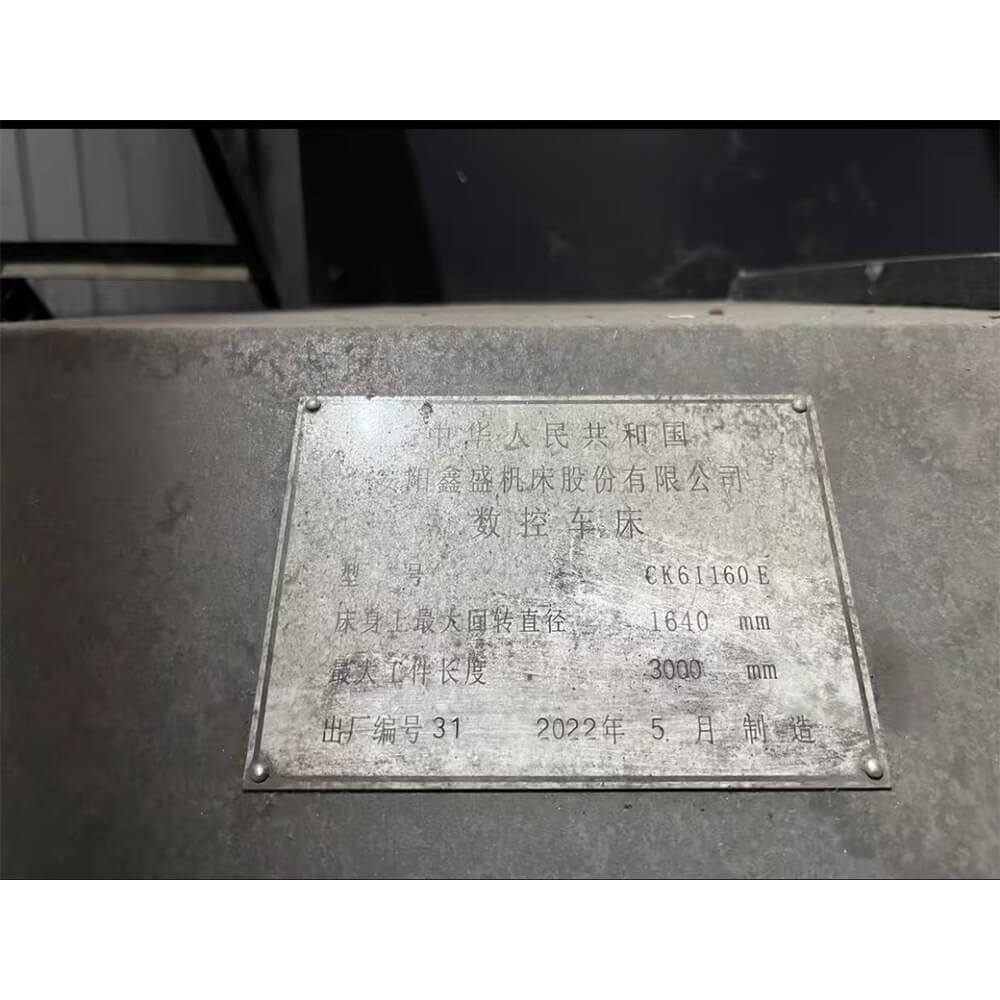 中华人民共和国
安阳鑫盛机床股份有限公司
数控车床
型号 CK61160E
床身上最大回转直径 1640 mm
最大工件长度 3000 mm
出厂编号 31 2022年 5 月 制造